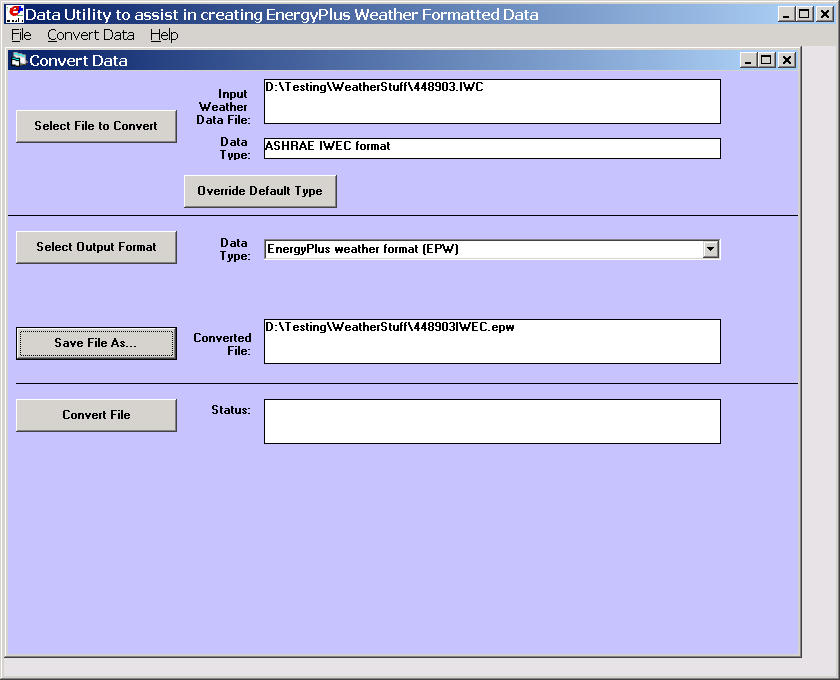 Data Utility to assist in creating EnergyPlus Weather Formatted Data
File Convert Data Help
Convert Data
Select File to Convert
Input
Weather
Data File:
D:\Testing\WeatherStuff\448903.IWC
Data
Type:
ASHRAE IWEC format
Override Default Type
Select Output Format
Data
Type:
EnergyPlus weather format (EPW)
Save File As...
Converted
File:
D:\Testing\WeatherStuff\448903IWEC.epw
Convert File
Status: